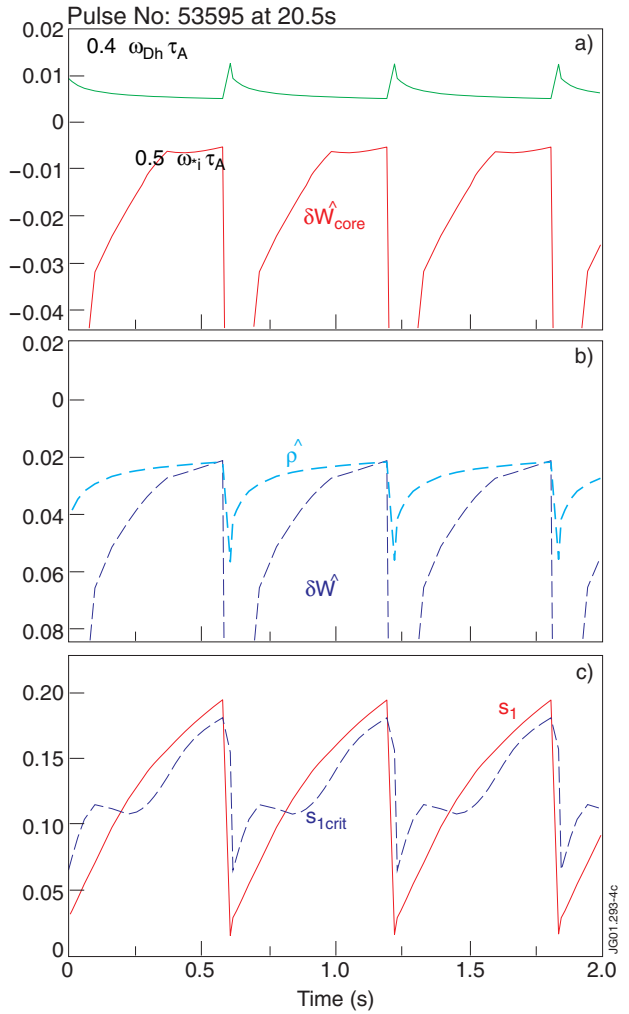 Pulse No: 53595 at 20.5s
0.02
0.4 ωDh τA
a)
0.01
0
−0.01
0.5 ω*i τA
−0.02
δŴcore
−0.03
−0.04
0.02
b)
0
ρ̂
0.02
0.04
0.06
δŴ
0.08
c)
0.20
s1
0.15
0.10
s1crit
0.05
0
0
0.5
1.0
1.5
2.0
Time (s)
JG01.293-4c